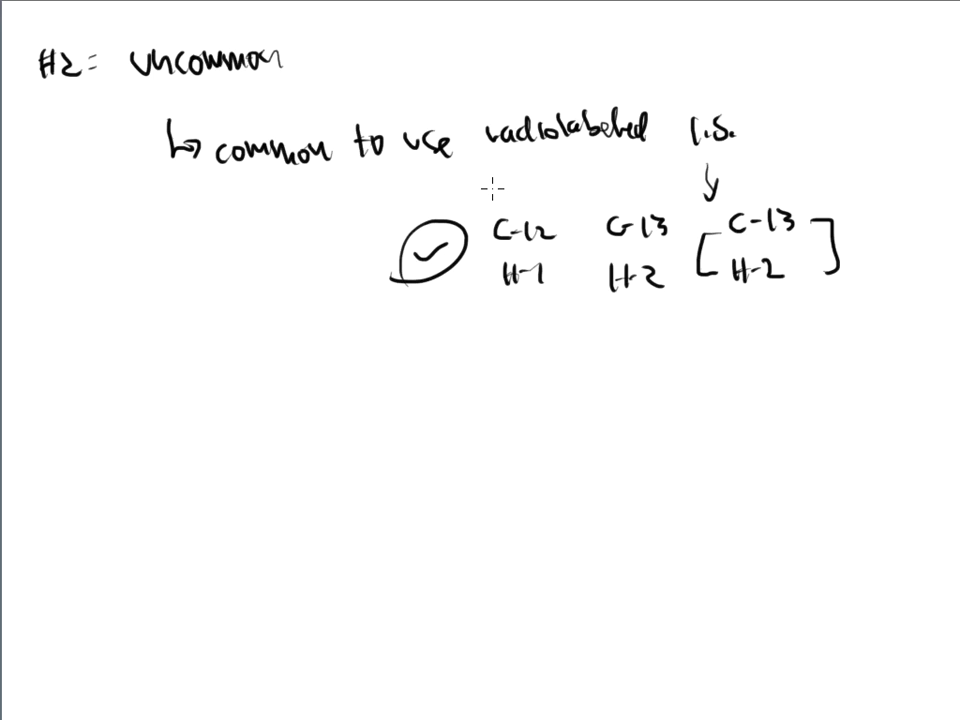 H2: uncommon
↳ common to use radiolabeled I.S.
C-12 C-13 C-13
H-1 H-2 H-2